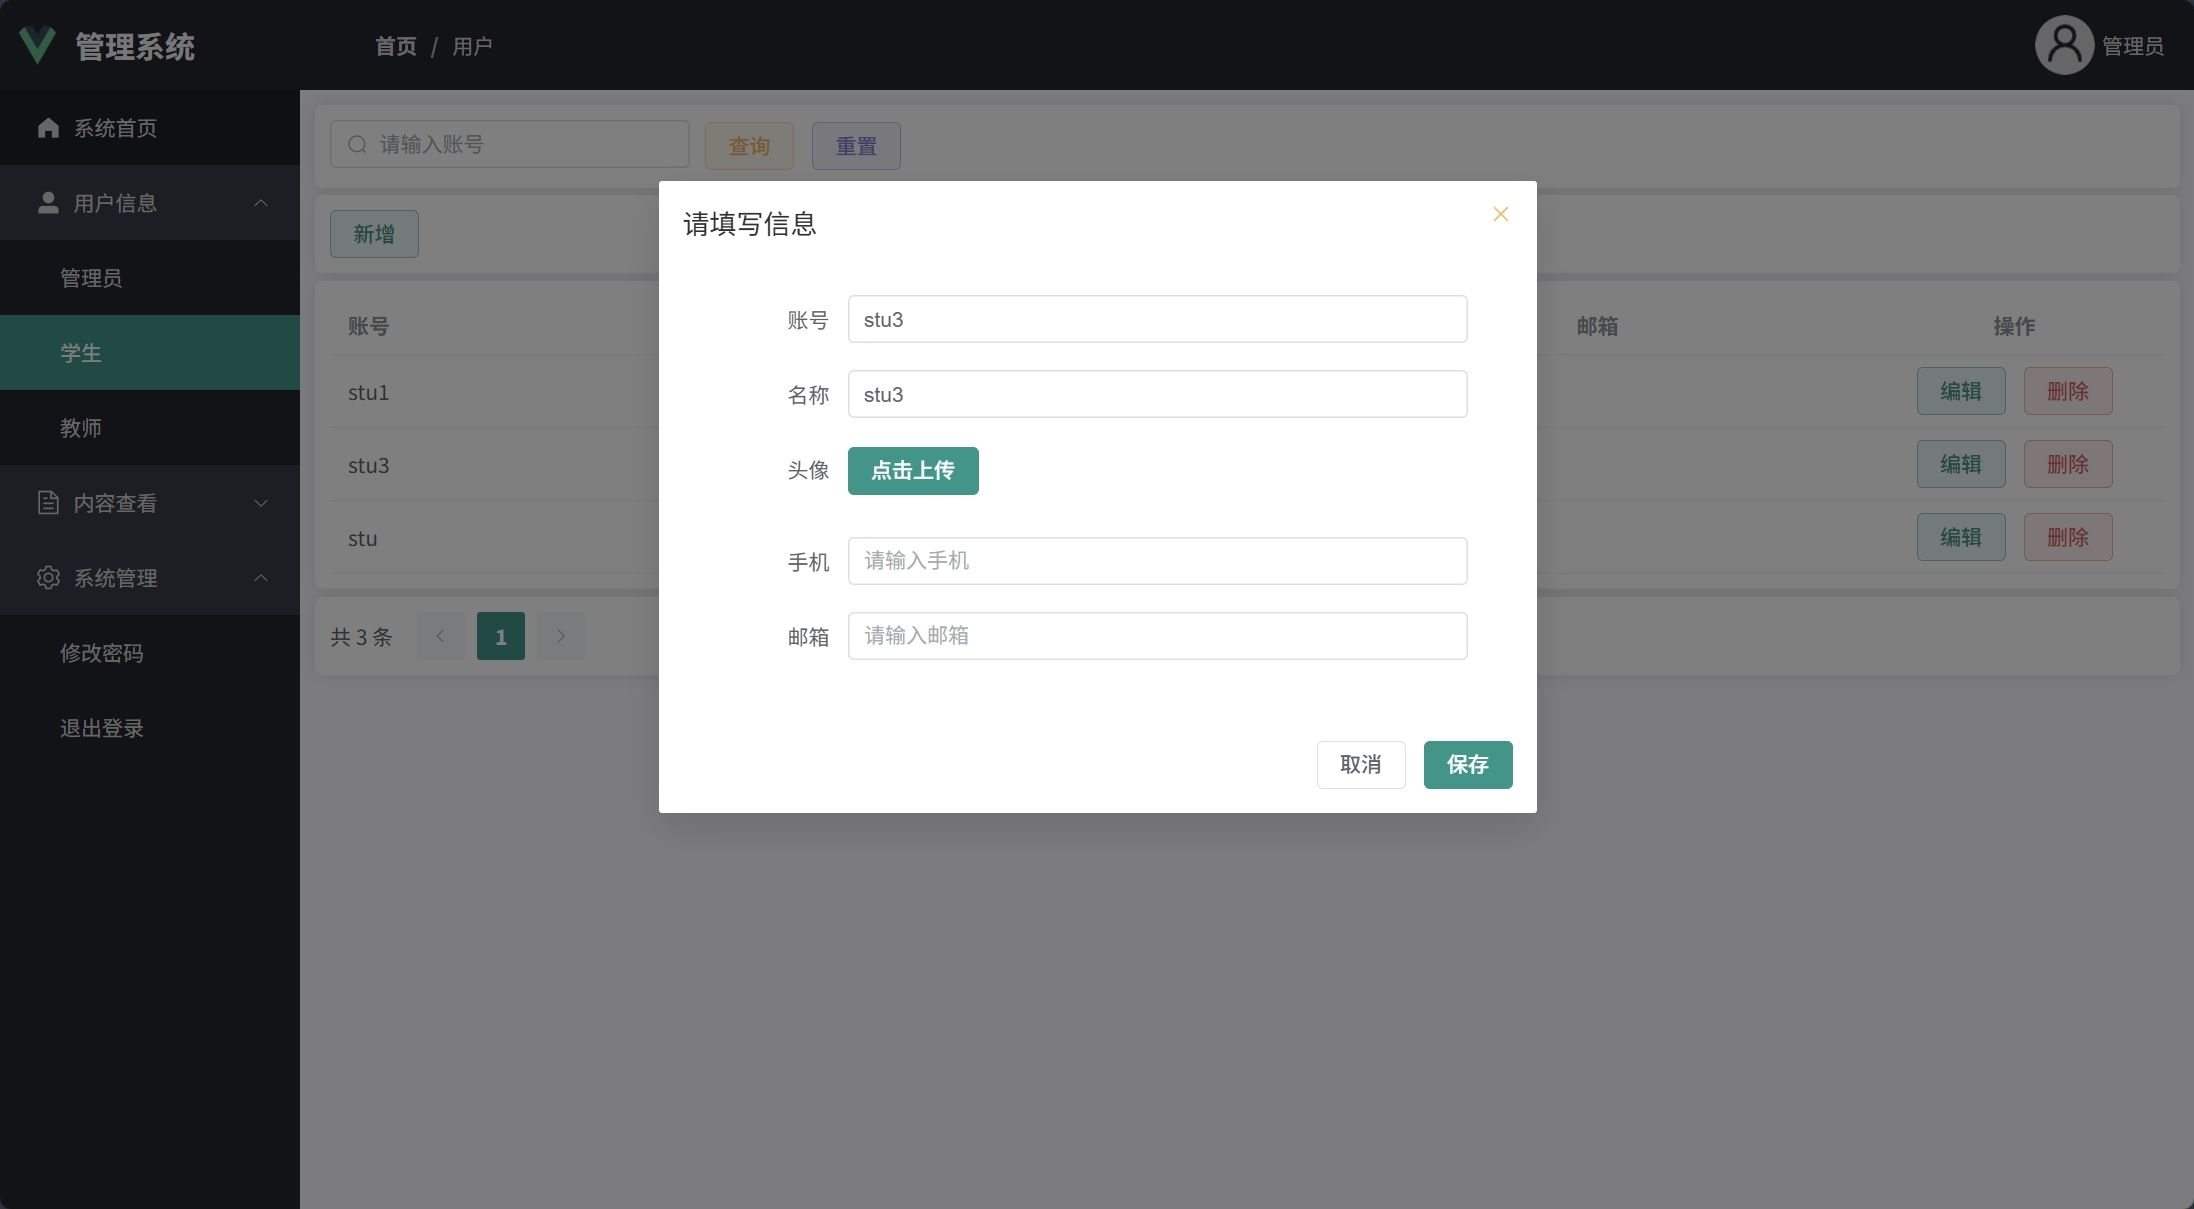 管理系统
首页 / 用户
管理员
系统首页
用户信息
管理员
学生
教师
内容查看
系统管理
修改密码
退出登录
请输入账号
查询
重置
新增
账号
邮箱
操作
stu1
编辑
删除
stu3
编辑
删除
stu
编辑
删除
共 3 条
1
请填写信息
账号
stu3
名称
stu3
头像
点击上传
手机
请输入手机
邮箱
请输入邮箱
取消
保存